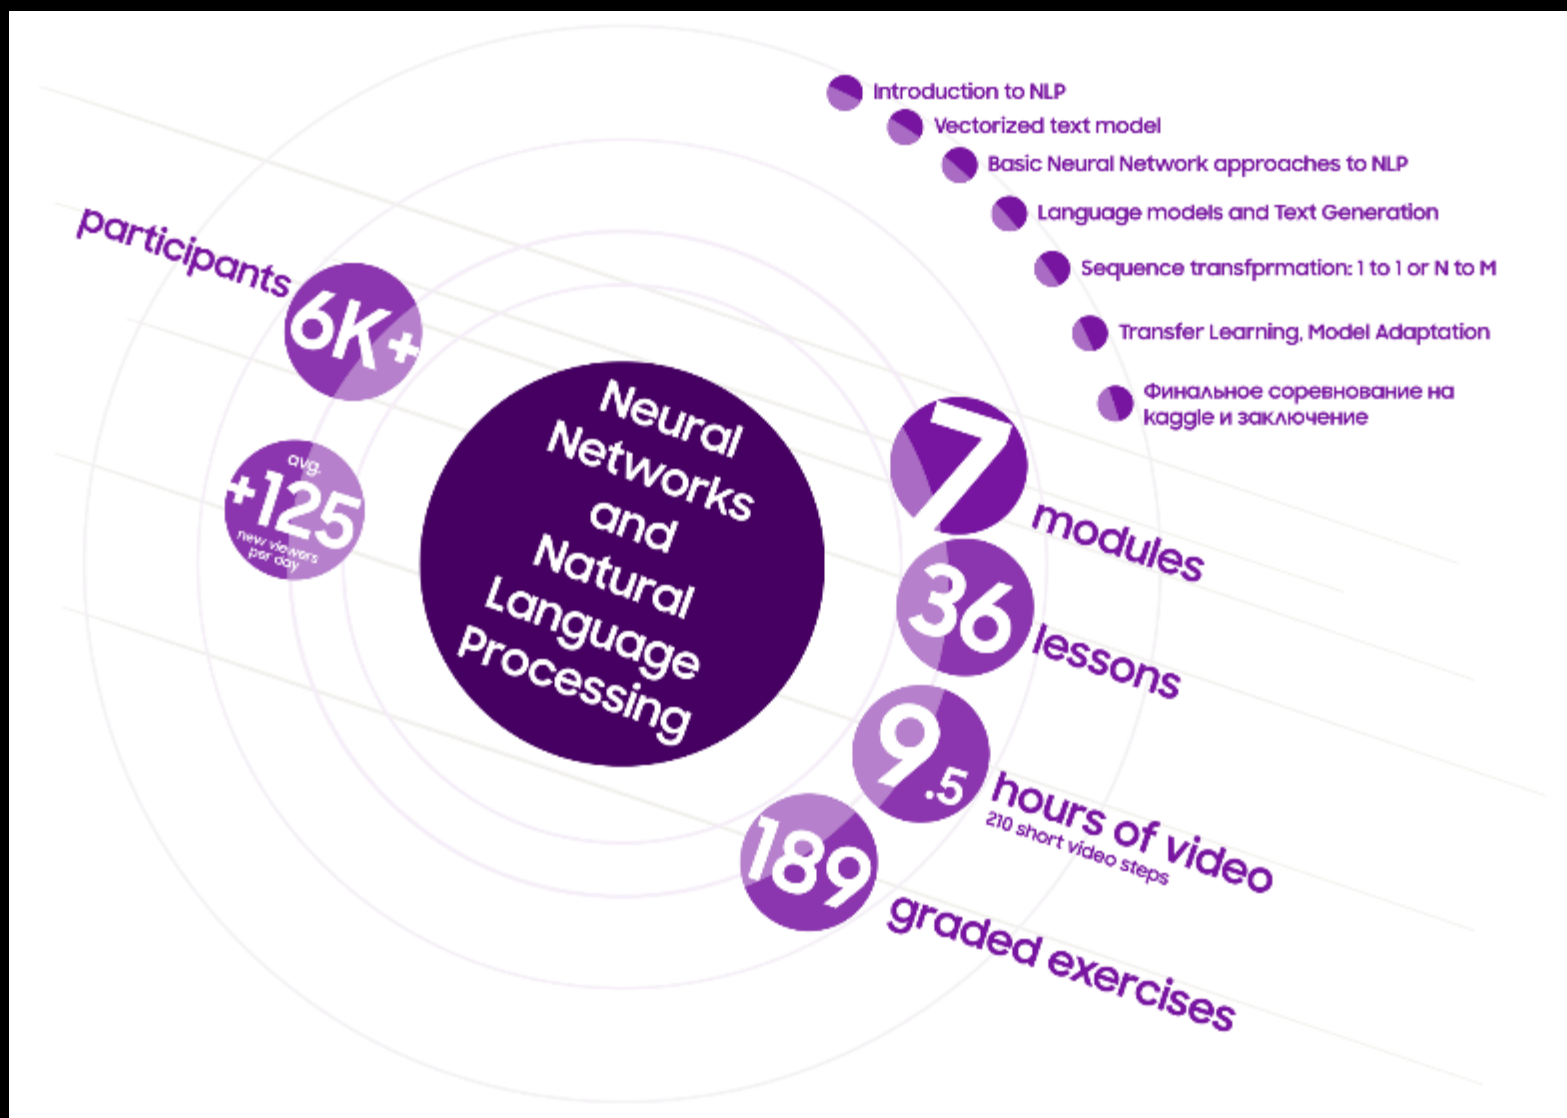 Introduction to NLP
Vectorized text model
Basic Neural Network approaches to NLP
Language models and Text Generation
Sequence transfprmation: 1 to 1 or N to M
Transfer Learning, Model Adaptation
Финальное соревнование на
kaggle и заключение
participants
6K+
avg.
+125
new viewers
per day
Neural
Networks
and
Natural
Language
Processing
7
modules
36
lessons
9.5
hours of video
210 short video steps
189
graded exercises